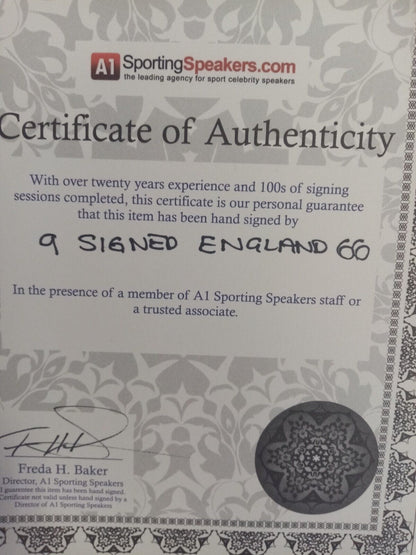 A1 SportingSpeakers.com
the leading agency for sport celebrity speakers
Certificate of Authenticity
With over twenty years experience and 100s of signing
sessions completed, this certificate is our personal guarantee
that this item has been hand signed by
9 SIGNED ENGLAND 66
In the presence of a member of A1 Sporting Speakers staff or
a trusted associate.
Freda H. Baker
Director, A1 Sporting Speakers
I guarantee this item has been hand signed.
Certificate not valid unless hand signed by a
Director of A1 Sporting Speakers